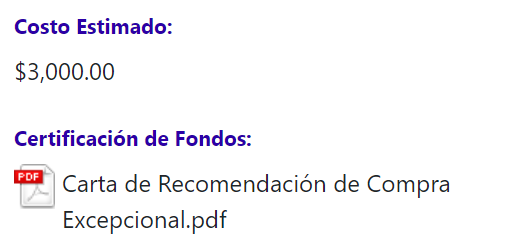 Costo Estimado:
$3,000.00
Certificación de Fondos:
PDF
Carta de Recomendación de Compra
Excepcional.pdf